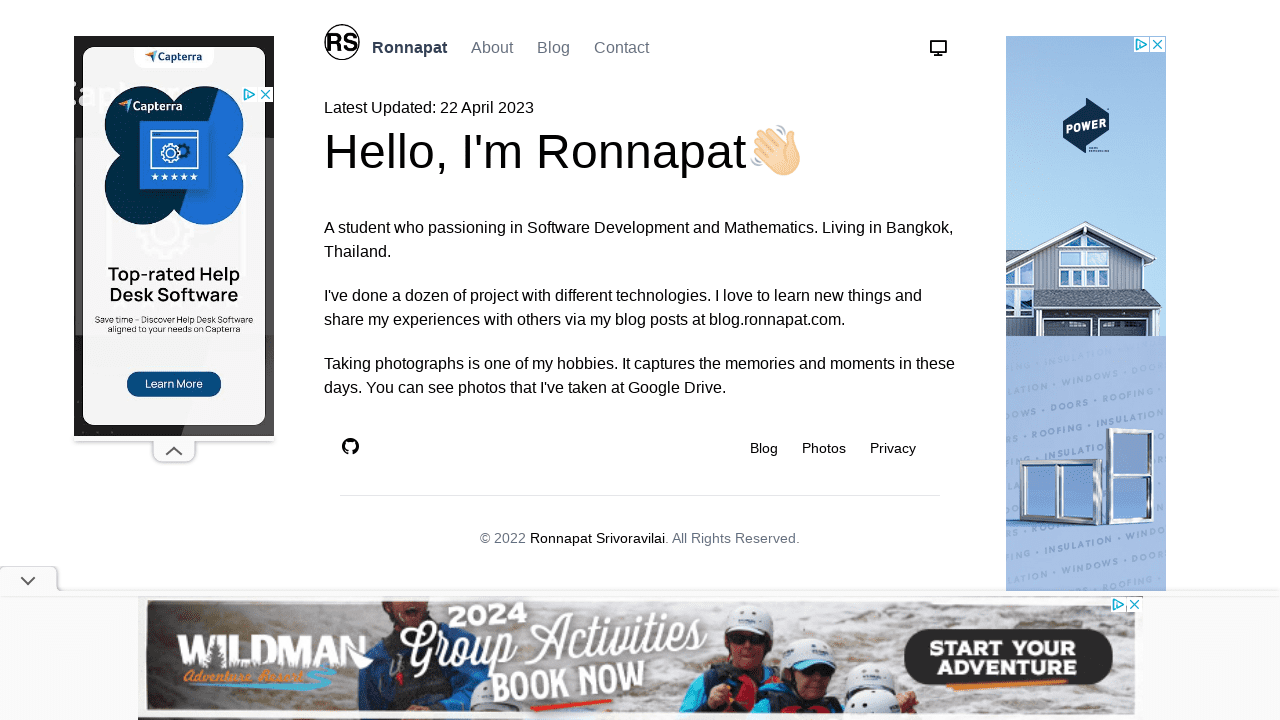 RS
Ronnapat
About
Blog
Contact
Latest Updated: 22 April 2023
Hello, I'm Ronnapat
A student who passioning in Software Development and Mathematics. Living in Bangkok,
Thailand.
I've done a dozen of project with different technologies. I love to learn new things and
share my experiences with others via my blog posts at blog.ronnapat.com.
Taking photographs is one of my hobbies. It captures the memories and moments in these
days. You can see photos that I've taken at Google Drive.
Blog
Photos
Privacy
© 2022 Ronnapat Srivoravilai. All Rights Reserved.
Capterra
Capterra
Top-rated Help
Desk Software
Save time – Discover Help Desk Software
aligned to your needs on Capterra
Learn More
POWER
INSULATION • WINDOWS • DOORS • ROOFING
WILDMAN
Adventure Resort
2024
Group Activities
BOOK NOW
START YOUR
ADVENTURE